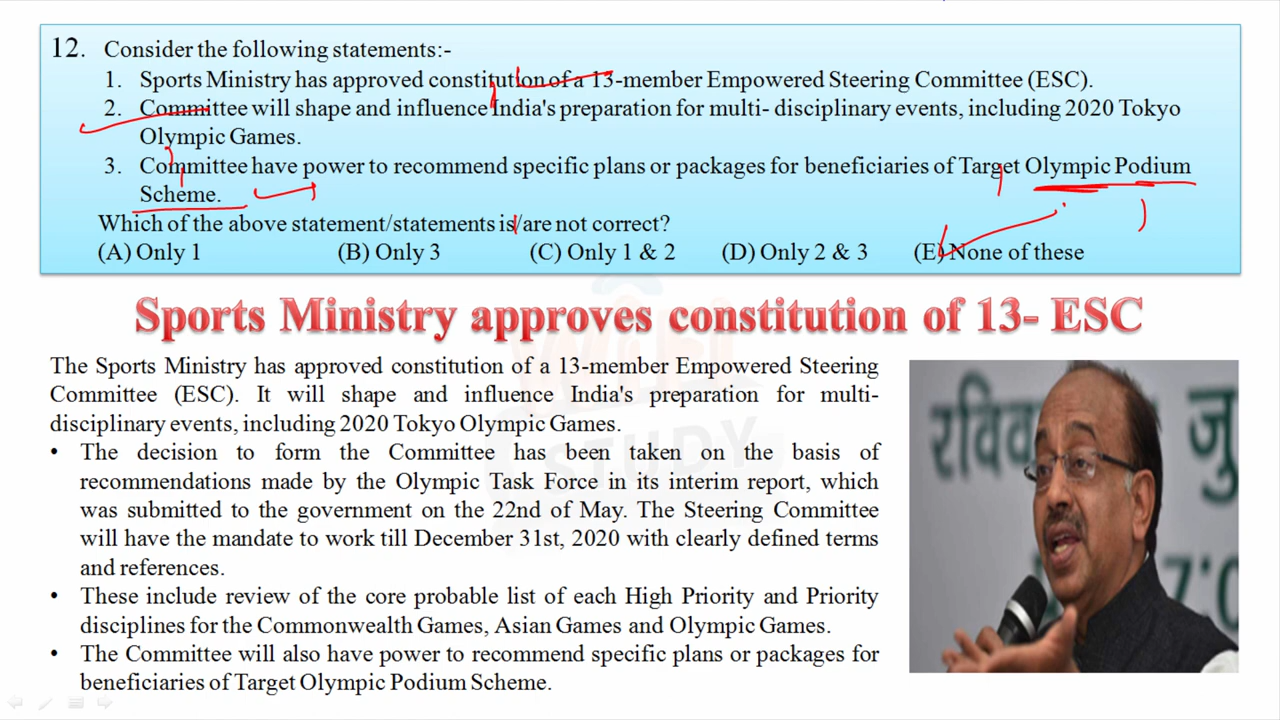 12. Consider the following statements:-
1. Sports Ministry has approved constitution of a 13-member Empowered Steering Committee (ESC).
2. Committee will shape and influence India's preparation for multi- disciplinary events, including 2020 Tokyo
Olympic Games.
3. Committee have power to recommend specific plans or packages for beneficiaries of Target Olympic Podium
Scheme.
Which of the above statement/statements is/are not correct?
(A) Only 1 (B) Only 3 (C) Only 1 & 2 (D) Only 2 & 3 (E) None of these
Sports Ministry approves constitution of 13- ESC
The Sports Ministry has approved constitution of a 13-member Empowered Steering
Committee (ESC). It will shape and influence India's preparation for multi-
disciplinary events, including 2020 Tokyo Olympic Games.
• The decision to form the Committee has been taken on the basis of
recommendations made by the Olympic Task Force in its interim report, which
was submitted to the government on the 22nd of May. The Steering Committee
will have the mandate to work till December 31st, 2020 with clearly defined terms
and references.
• These include review of the core probable list of each High Priority and Priority
disciplines for the Commonwealth Games, Asian Games and Olympic Games.
• The Committee will also have power to recommend specific plans or packages for
beneficiaries of Target Olympic Podium Scheme.
WiFi
STUDY